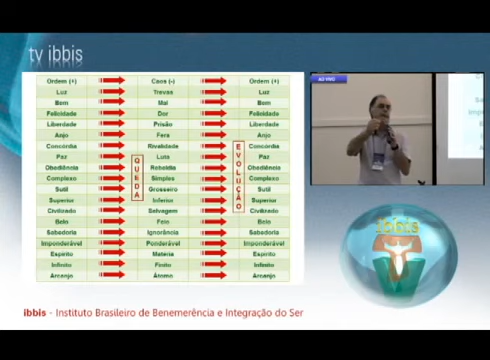 tv ibbis
Ordem (+) Caos (-) Ordem (+)
Luz Trevas Luz
Bem Mal Bem
Felicidade Dor Felicidade
Liberdade Prisão Liberdade
Anjo Fera Anjo
Concórdia Rivalidade Concórdia
Paz Luta Paz
Obediência Rebeldia Obediência
Complexo Simples Complexo
Sutil Grosseiro Sutil
Superior Inferior Superior
Civilizado Selvagem Civilizado
Belo Feio Belo
Sabedoria Ignorância Sabedoria
Imponderável Ponderável Imponderável
Espírito Matéria Espírito
Infinito Finito Infinito
Arcanjo Átomo Arcanjo
QUEDA
EVOLUÇÃO
AO VIVO
ibbis
ibbis - Instituto Brasileiro de Benemerência e Integração do Ser